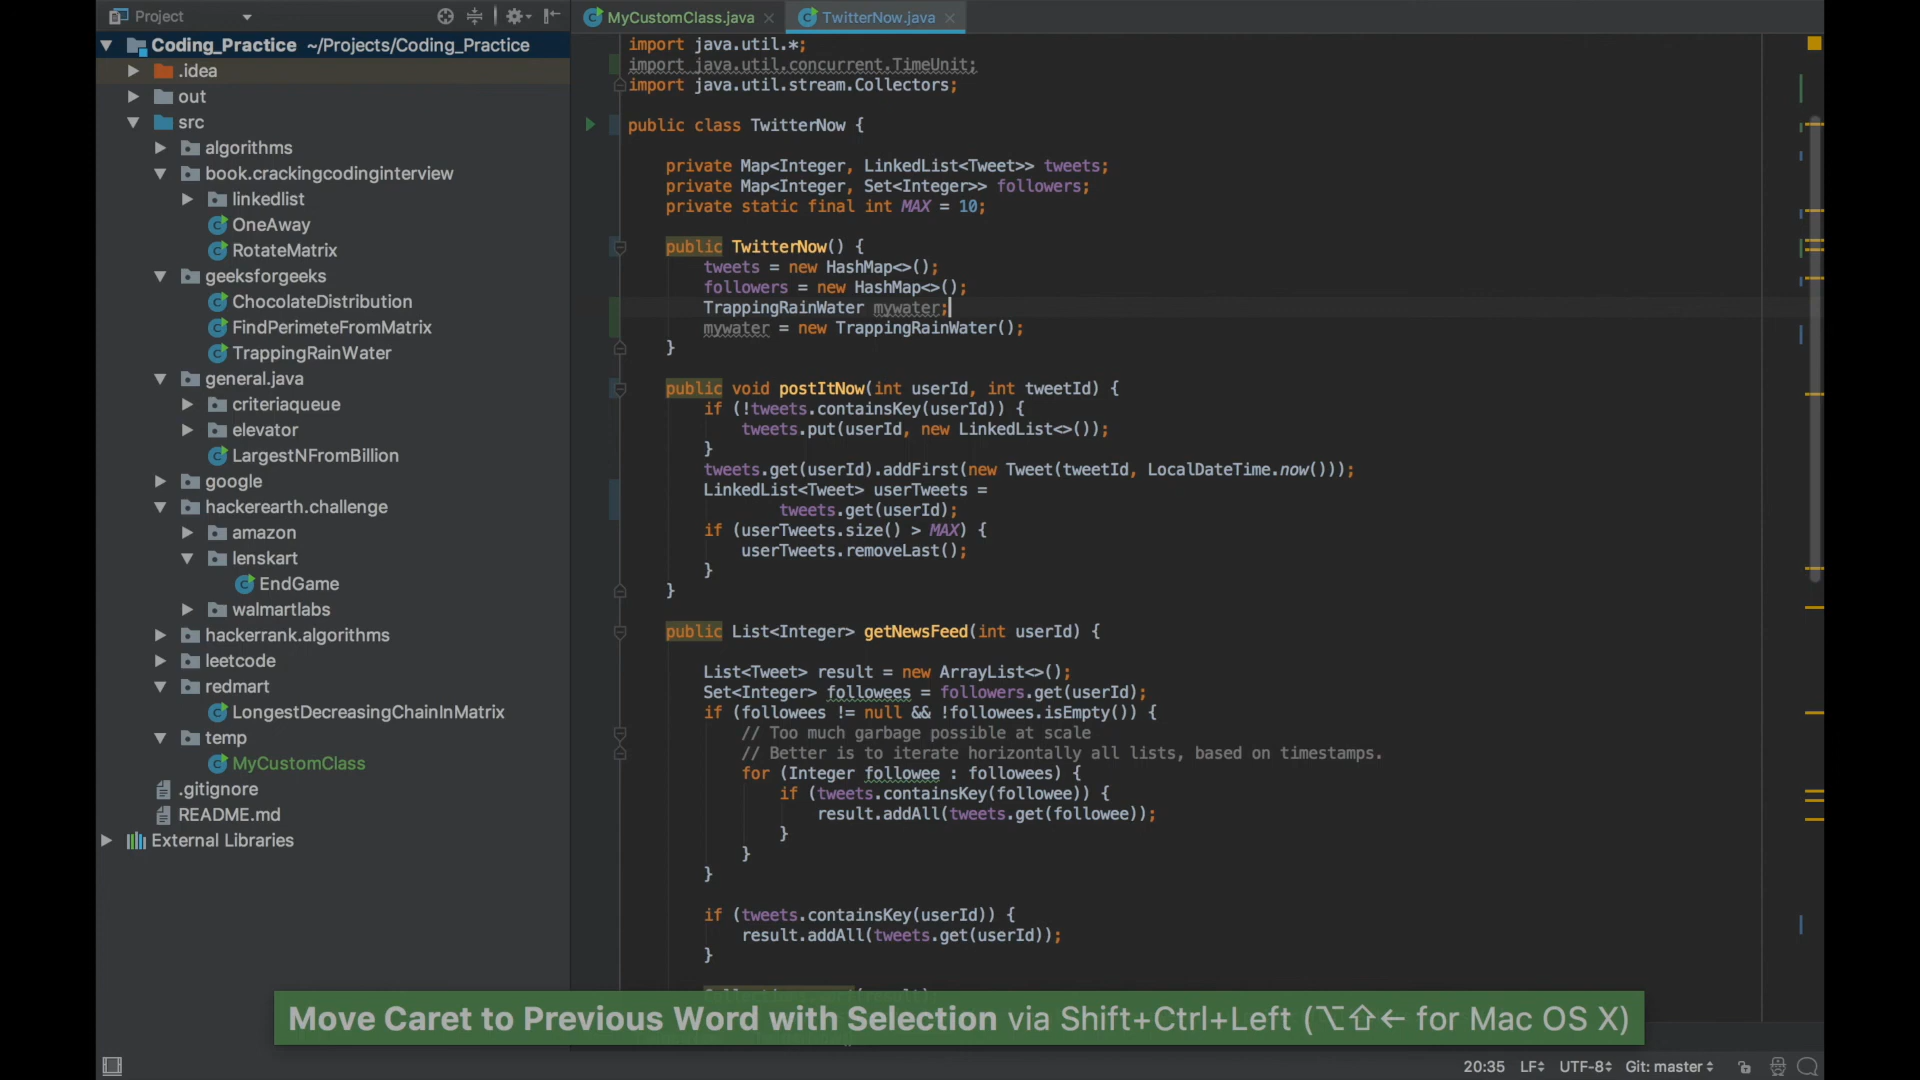 Project
Coding_Practice ~/Projects/Coding_Practice
.idea
out
src
algorithms
book.crackingcodinginterview
linkedlist
OneAway
RotateMatrix
geeksforgeeks
ChocolateDistribution
FindPerimeteFromMatrix
TrappingRainWater
general.java
criteriaqueue
elevator
LargestNFromBillion
google
hackerearth.challenge
amazon
lenskart
EndGame
walmartlabs
hackerrank.algorithms
leetcode
redmart
LongestDecreasingChainInMatrix
temp
MyCustomClass
.gitignore
README.md
External Libraries
MyCustomClass.java
TwitterNow.java
import java.util.*;
import java.util.concurrent.TimeUnit;
import java.util.stream.Collectors;
public class TwitterNow {
private Map<Integer, LinkedList<Tweet>> tweets;
private Map<Integer, Set<Integer>> followers;
private static final int MAX = 10;
public TwitterNow() {
tweets = new HashMap<>();
followers = new HashMap<>();
TrappingRainWater mywater;
mywater = new TrappingRainWater();
}
public void postItNow(int userId, int tweetId) {
if (!tweets.containsKey(userId)) {
tweets.put(userId, new LinkedList<>());
}
tweets.get(userId).addFirst(new Tweet(tweetId, LocalDateTime.now()));
LinkedList<Tweet> userTweets =
tweets.get(userId);
if (userTweets.size() > MAX) {
userTweets.removeLast();
}
}
public List<Integer> getNewsFeed(int userId) {
List<Tweet> result = new ArrayList<>();
Set<Integer> followees = followers.get(userId);
if (followees != null && !followees.isEmpty()) {
// Too much garbage possible at scale
// Better is to iterate horizontally all lists, based on timestamps.
for (Integer followee : followees) {
if (tweets.containsKey(followee)) {
result.addAll(tweets.get(followee));
}
}
}
if (tweets.containsKey(userId)) {
result.addAll(tweets.get(userId));
}
Move Caret to Previous Word with Selection via Shift+Ctrl+Left (⌥⇧← for Mac OS X)
20:35 LF UTF-8 Git: master